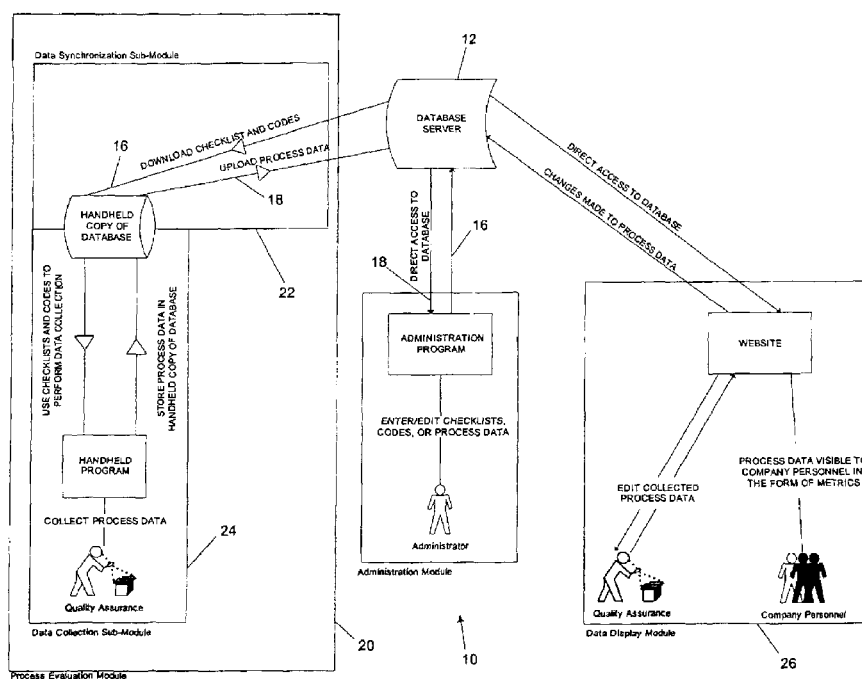 Data Synchronization Sub-Module
12
DATABASE
SERVER
DOWNLOAD CHECKLIST AND CODES
UPLOAD PROCESS DATA
16
18
HANDHELD
COPY OF
DATABASE
22
DIRECT ACCESS TO
DATABASE
16
18
DIRECT ACCESS TO DATABASE
CHANGES MADE TO PROCESS DATA
USE CHECKLISTS AND CODES TO
PERFORM DATA COLLECTION
STORE PROCESS DATA IN
HANDHELD COPY OF DATABASE
ADMINISTRATION
PROGRAM
WEBSITE
ENTER/EDIT CHECKLISTS,
CODES, OR PROCESS DATA
HANDHELD
PROGRAM
COLLECT PROCESS DATA
24
EDIT COLLECTED
PROCESS DATA
PROCESS DATA VISIBLE TO
COMPANY PERSONNEL IN
THE FORM OF METRICS
Administrator
Administration Module
Quality Assurance
Data Collection Sub-Module
Quality Assurance
Company Personnel
Data Display Module
20
10
26
Process Evaluation Module